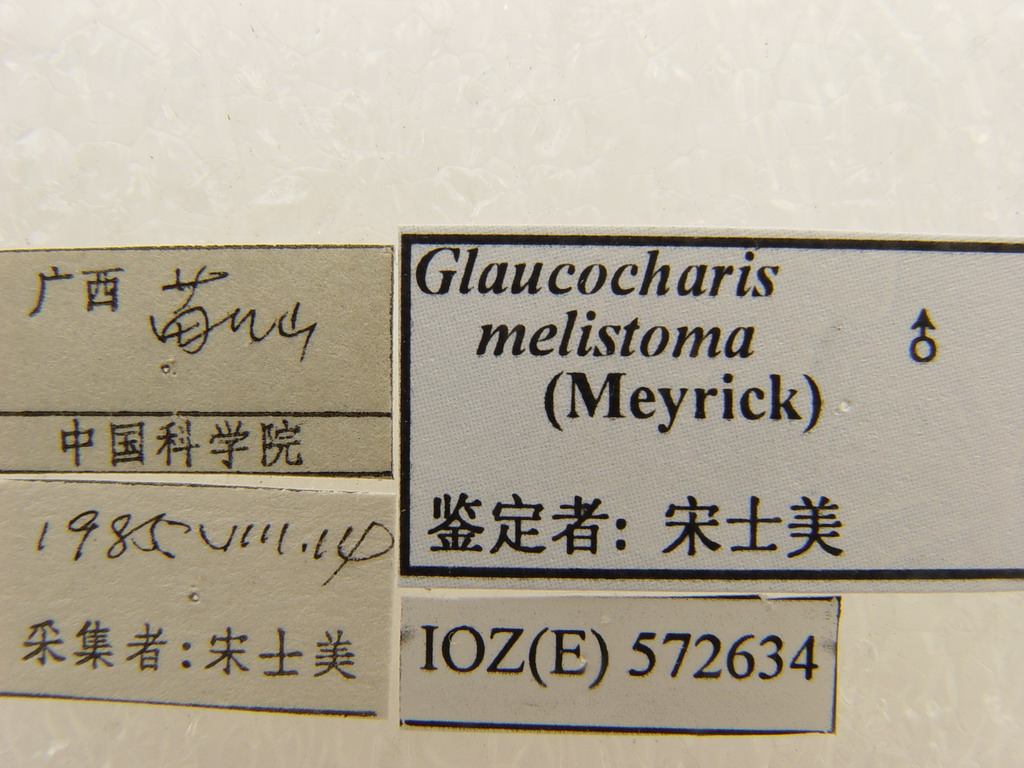 广西 苗儿山
中国科学院
1985 VIII.14
采集者:宋士美
Glaucocharis
melistoma
(Meyrick)
♂
鉴定者: 宋士美
IOZ(E) 572634